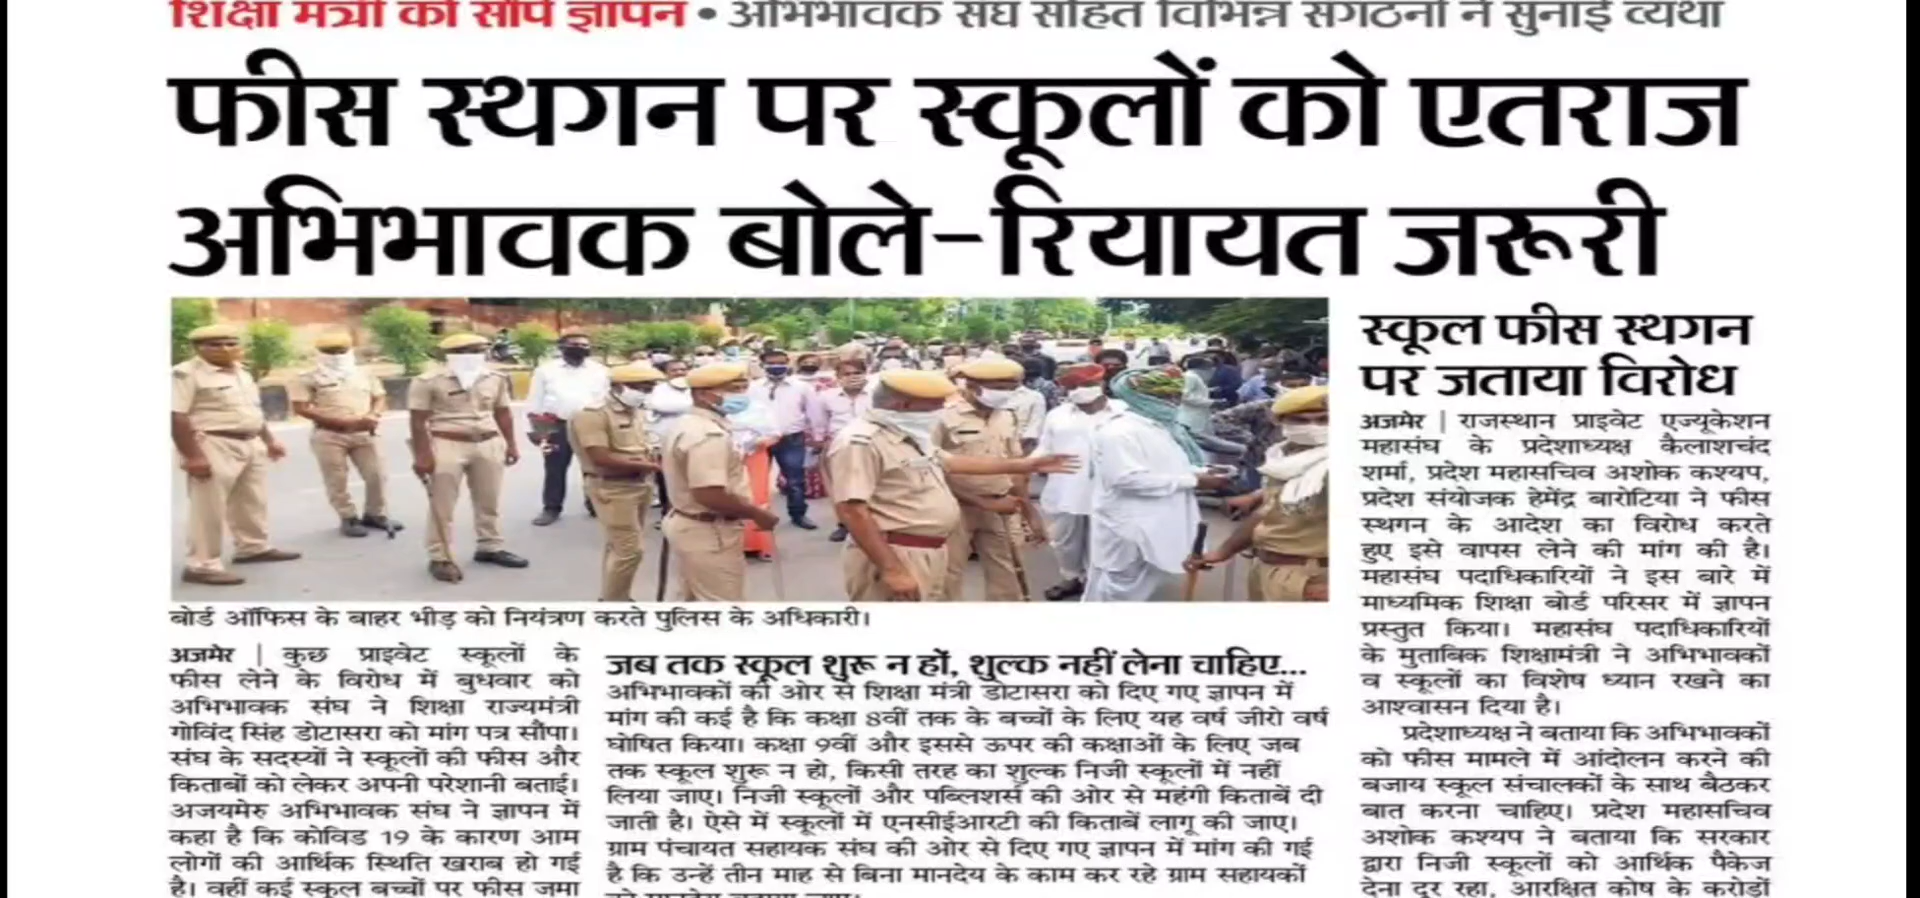 शिक्षा मंत्री को सौंपे ज्ञापन • अभिभावक संघ सहित विभिन्न संगठनों ने सुनाई व्यथा
फीस स्थगन पर स्कूलों को एतराज
अभिभावक बोले-रियायत जरूरी
बोर्ड ऑफिस के बाहर भीड़ को नियंत्रण करते पुलिस के अधिकारी।
अजमेर | कुछ प्राइवेट स्कूलों के
फीस लेने के विरोध में बुधवार को
अभिभावक संघ ने शिक्षा राज्यमंत्री
गोविंद सिंह डोटासरा को मांग पत्र सौंपा।
संघ के सदस्यों ने स्कूलों की फीस और
किताबों को लेकर अपनी परेशानी बताई।
अजयमेरु अभिभावक संघ ने ज्ञापन में
कहा है कि कोविड 19 के कारण आम
लोगों की आर्थिक स्थिति खराब हो गई
है। वहीं कई स्कूल बच्चों पर फीस जमा
जब तक स्कूल शुरू न हों, शुल्क नहीं लेना चाहिए...
अभिभावकों की ओर से शिक्षा मंत्री डोटासरा को दिए गए ज्ञापन में
मांग की कई है कि कक्षा 8वीं तक के बच्चों के लिए यह वर्ष जीरो वर्ष
घोषित किया। कक्षा 9वीं और इससे ऊपर की कक्षाओं के लिए जब
तक स्कूल शुरू न हो, किसी तरह का शुल्क निजी स्कूलों में नहीं
लिया जाए। निजी स्कूलों और पब्लिशर्स की ओर से महंगी किताबें दी
जाती है। ऐसे में स्कूलों में एनसीईआरटी की किताबें लागू की जाए।
ग्राम पंचायत सहायक संघ की ओर से दिए गए ज्ञापन में मांग की गई
है कि उन्हें तीन माह से बिना मानदेय के काम कर रहे ग्राम सहायकों
स्कूल फीस स्थगन
पर जताया विरोध
अजमेर | राजस्थान प्राइवेट एज्यूकेशन
महासंघ के प्रदेशाध्यक्ष कैलाशचंद
शर्मा, प्रदेश महासचिव अशोक कश्यप,
प्रदेश संयोजक हेमेंद्र बारोटिया ने फीस
स्थगन के आदेश का विरोध करते
हुए इसे वापस लेने की मांग की है।
महासंघ पदाधिकारियों ने इस बारे में
माध्यमिक शिक्षा बोर्ड परिसर में ज्ञापन
प्रस्तुत किया। महासंघ पदाधिकारियों
के मुताबिक शिक्षामंत्री ने अभिभावकों
व स्कूलों का विशेष ध्यान रखने का
आश्वासन दिया है।
प्रदेशाध्यक्ष ने बताया कि अभिभावकों
को फीस मामले में आंदोलन करने की
बजाय स्कूल संचालकों के साथ बैठकर
बात करना चाहिए। प्रदेश महासचिव
अशोक कश्यप ने बताया कि सरकार
द्वारा निजी स्कूलों को आर्थिक पैकेज
देना दूर रहा, आरक्षित कोष के करोड़ों